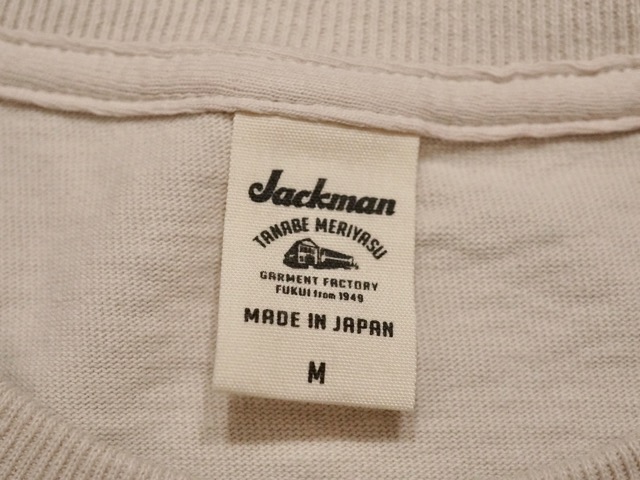 Jackman
TANABE MERIYASU
GARMENT FACTORY
FUKUI from 1949
MADE IN JAPAN
M